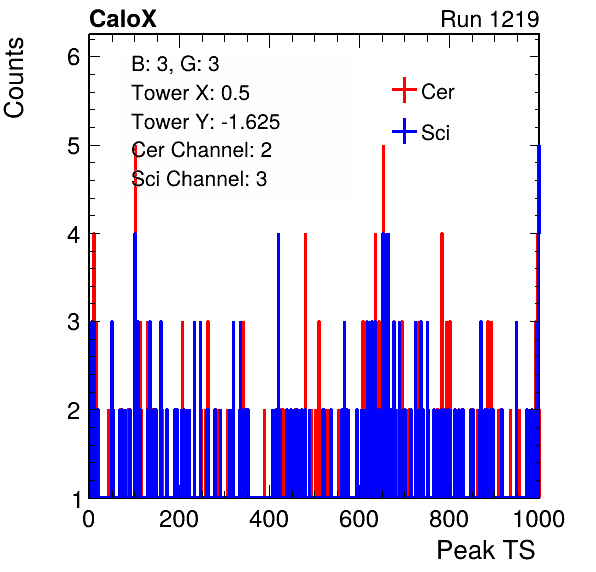 CaloX
Run 1219
Counts
B: 3, G: 3
Tower X: 0.5
Tower Y: -1.625
Cer Channel: 2
Sci Channel: 3
Cer
Sci
6
5
4
3
2
1
0 200 400 600 800 1000
Peak TS